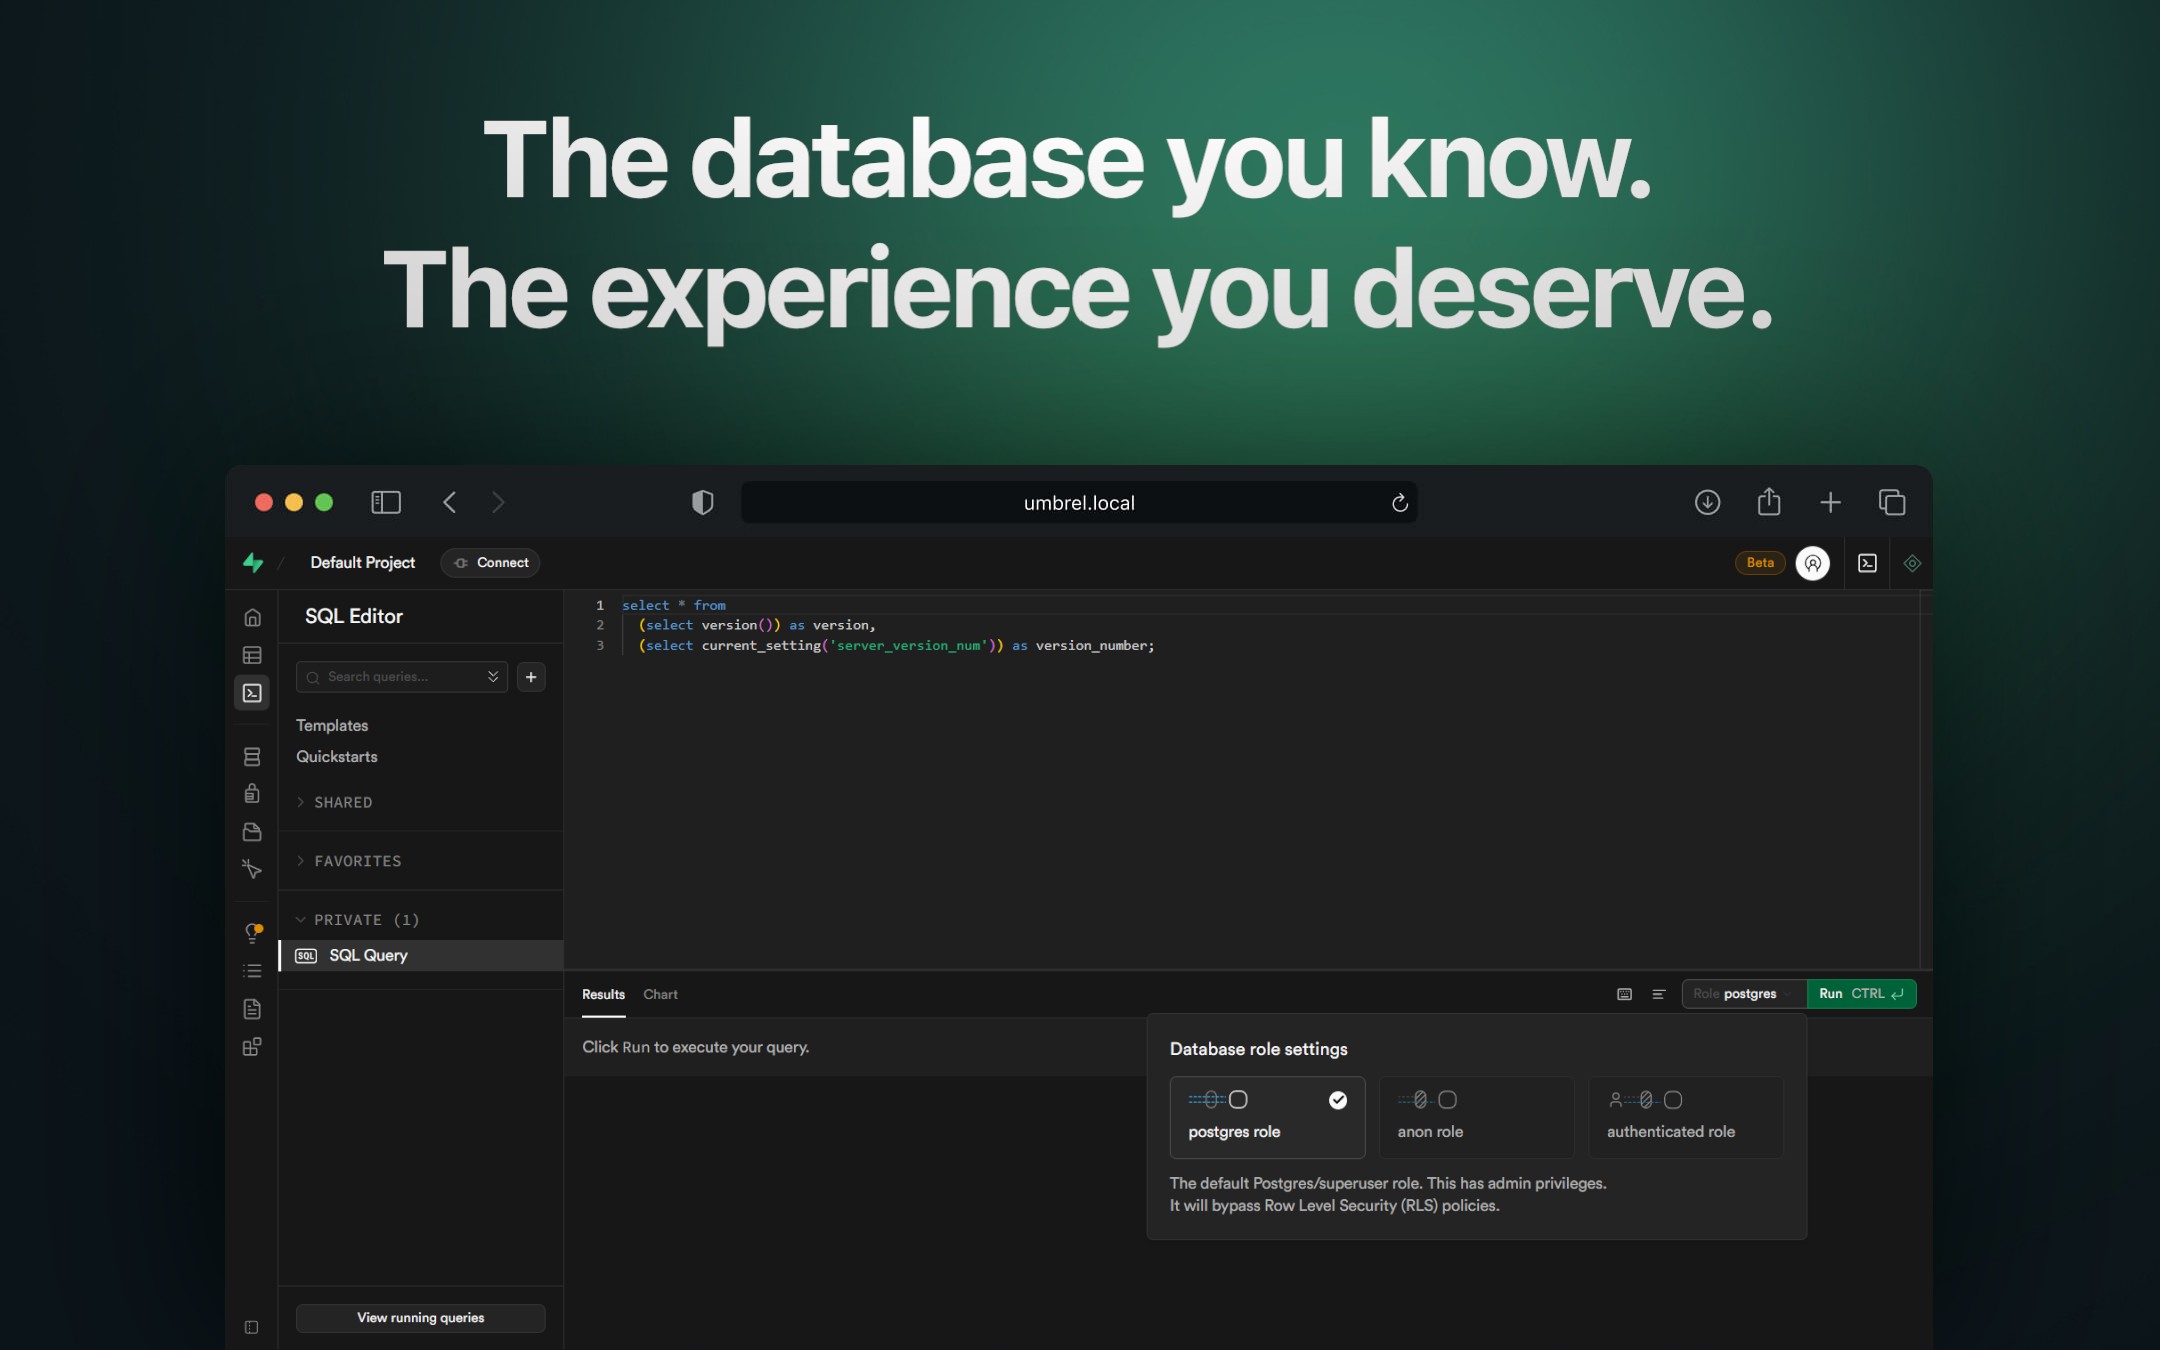 The database you know.
The experience you deserve.
umbrel.local
Default Project
Connect
Beta
SQL Editor
Search queries...
Templates
Quickstarts
SHARED
FAVORITES
PRIVATE (1)
SQL SQL Query
View running queries
1 select * from
2 (select version()) as version,
3 (select current_setting('server_version_num')) as version_number;
Results Chart
Role postgres
Run CTRL
Click Run to execute your query.
Database role settings
postgres role
anon role
authenticated role
The default Postgres/superuser role. This has admin privileges.
It will bypass Row Level Security (RLS) policies.